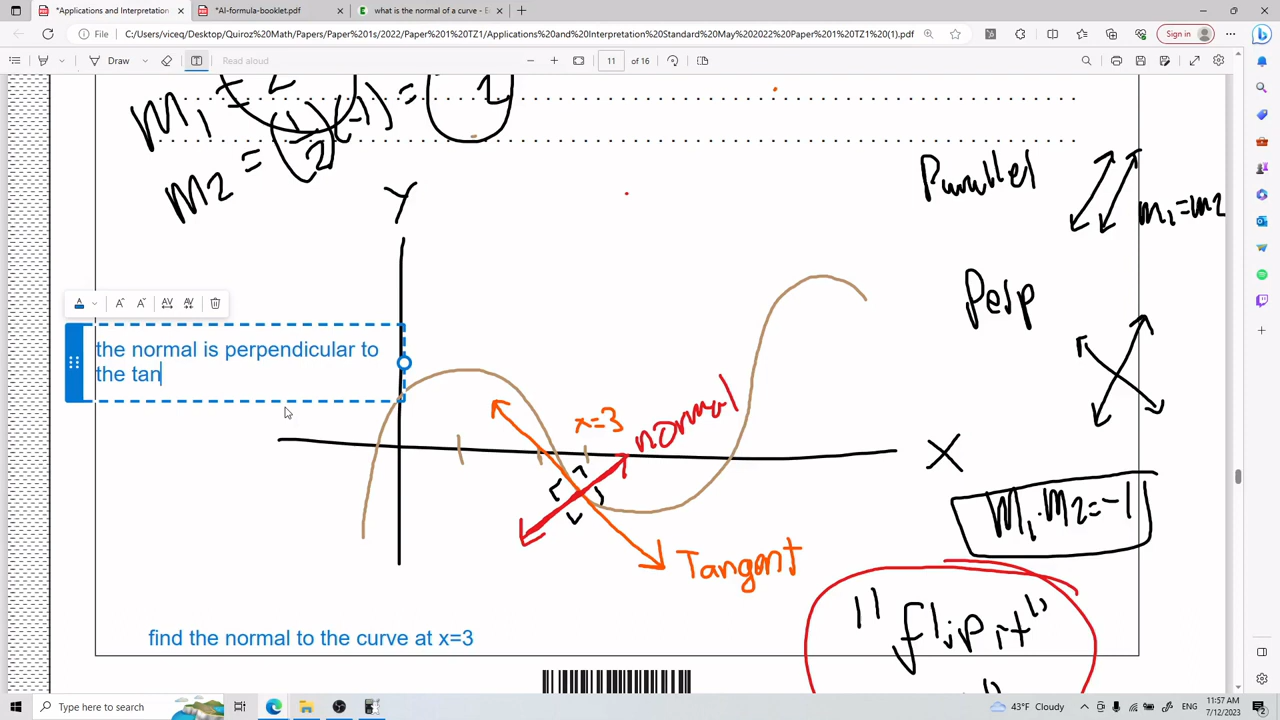 *Applications and Interpretation
*AI-formula-booklet.pdf
what is the normal of a curve - B
File
C:/Users/viceq/Desktop/Quiroz%20Math/Papers/Paper%201s/2022/Paper%201%20TZ1/Applications%20and%20Interpretation%20Standard%20May%202022%20Paper%201%20TZ1%20(1).pdf
Sign in
Draw
Read aloud
11 of 16
M1
M2 =
Parallel
m1=m2
Y
Perp
the normal is perpendicular to
the tan
x=3
normal
X
M1·M2=-1
Tangent
"flip it"
find the normal to the curve at x=3
Type here to search
43°F Cloudy
11:57 AM
7/12/2023